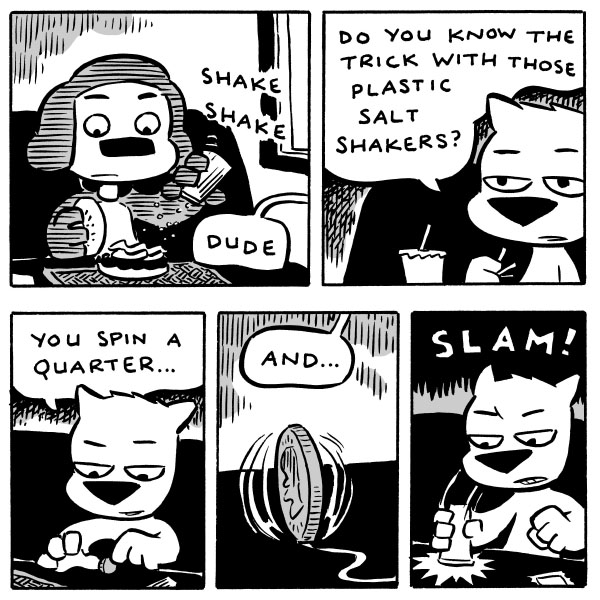 SHAKE
SHAKE
DUDE
DO YOU KNOW THE
TRICK WITH THOSE
PLASTIC
SALT
SHAKERS?
YOU SPIN A
QUARTER...
AND...
SLAM!